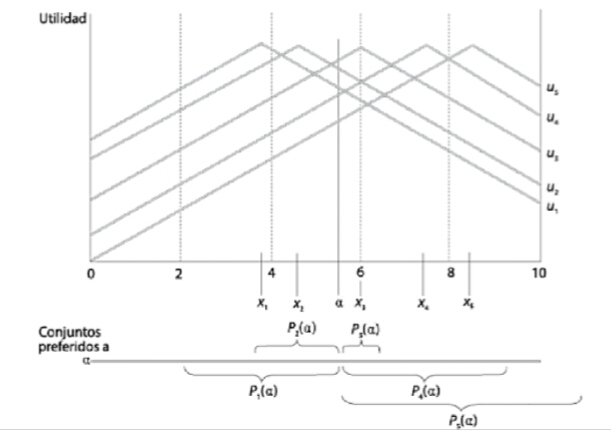 Utilidad
u₅
u₄
u₃
u₂
u₁
0 2 4 6 8 10
x₁ x₂ α x₃ x₄ x₅
Conjuntos
preferidos a
α
P₂(α) P₃(α)
P₁(α) P₄(α)
P₅(α)